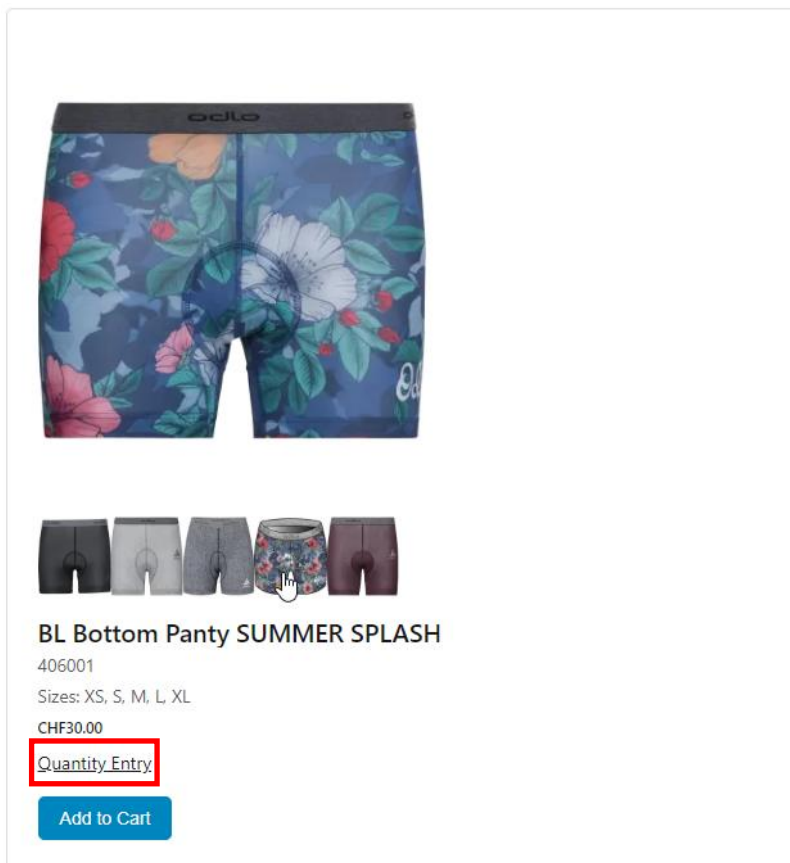 odlo
BL Bottom Panty SUMMER SPLASH
406001
Sizes: XS, S, M, L, XL
CHF30.00
Quantity Entry
Add to Cart